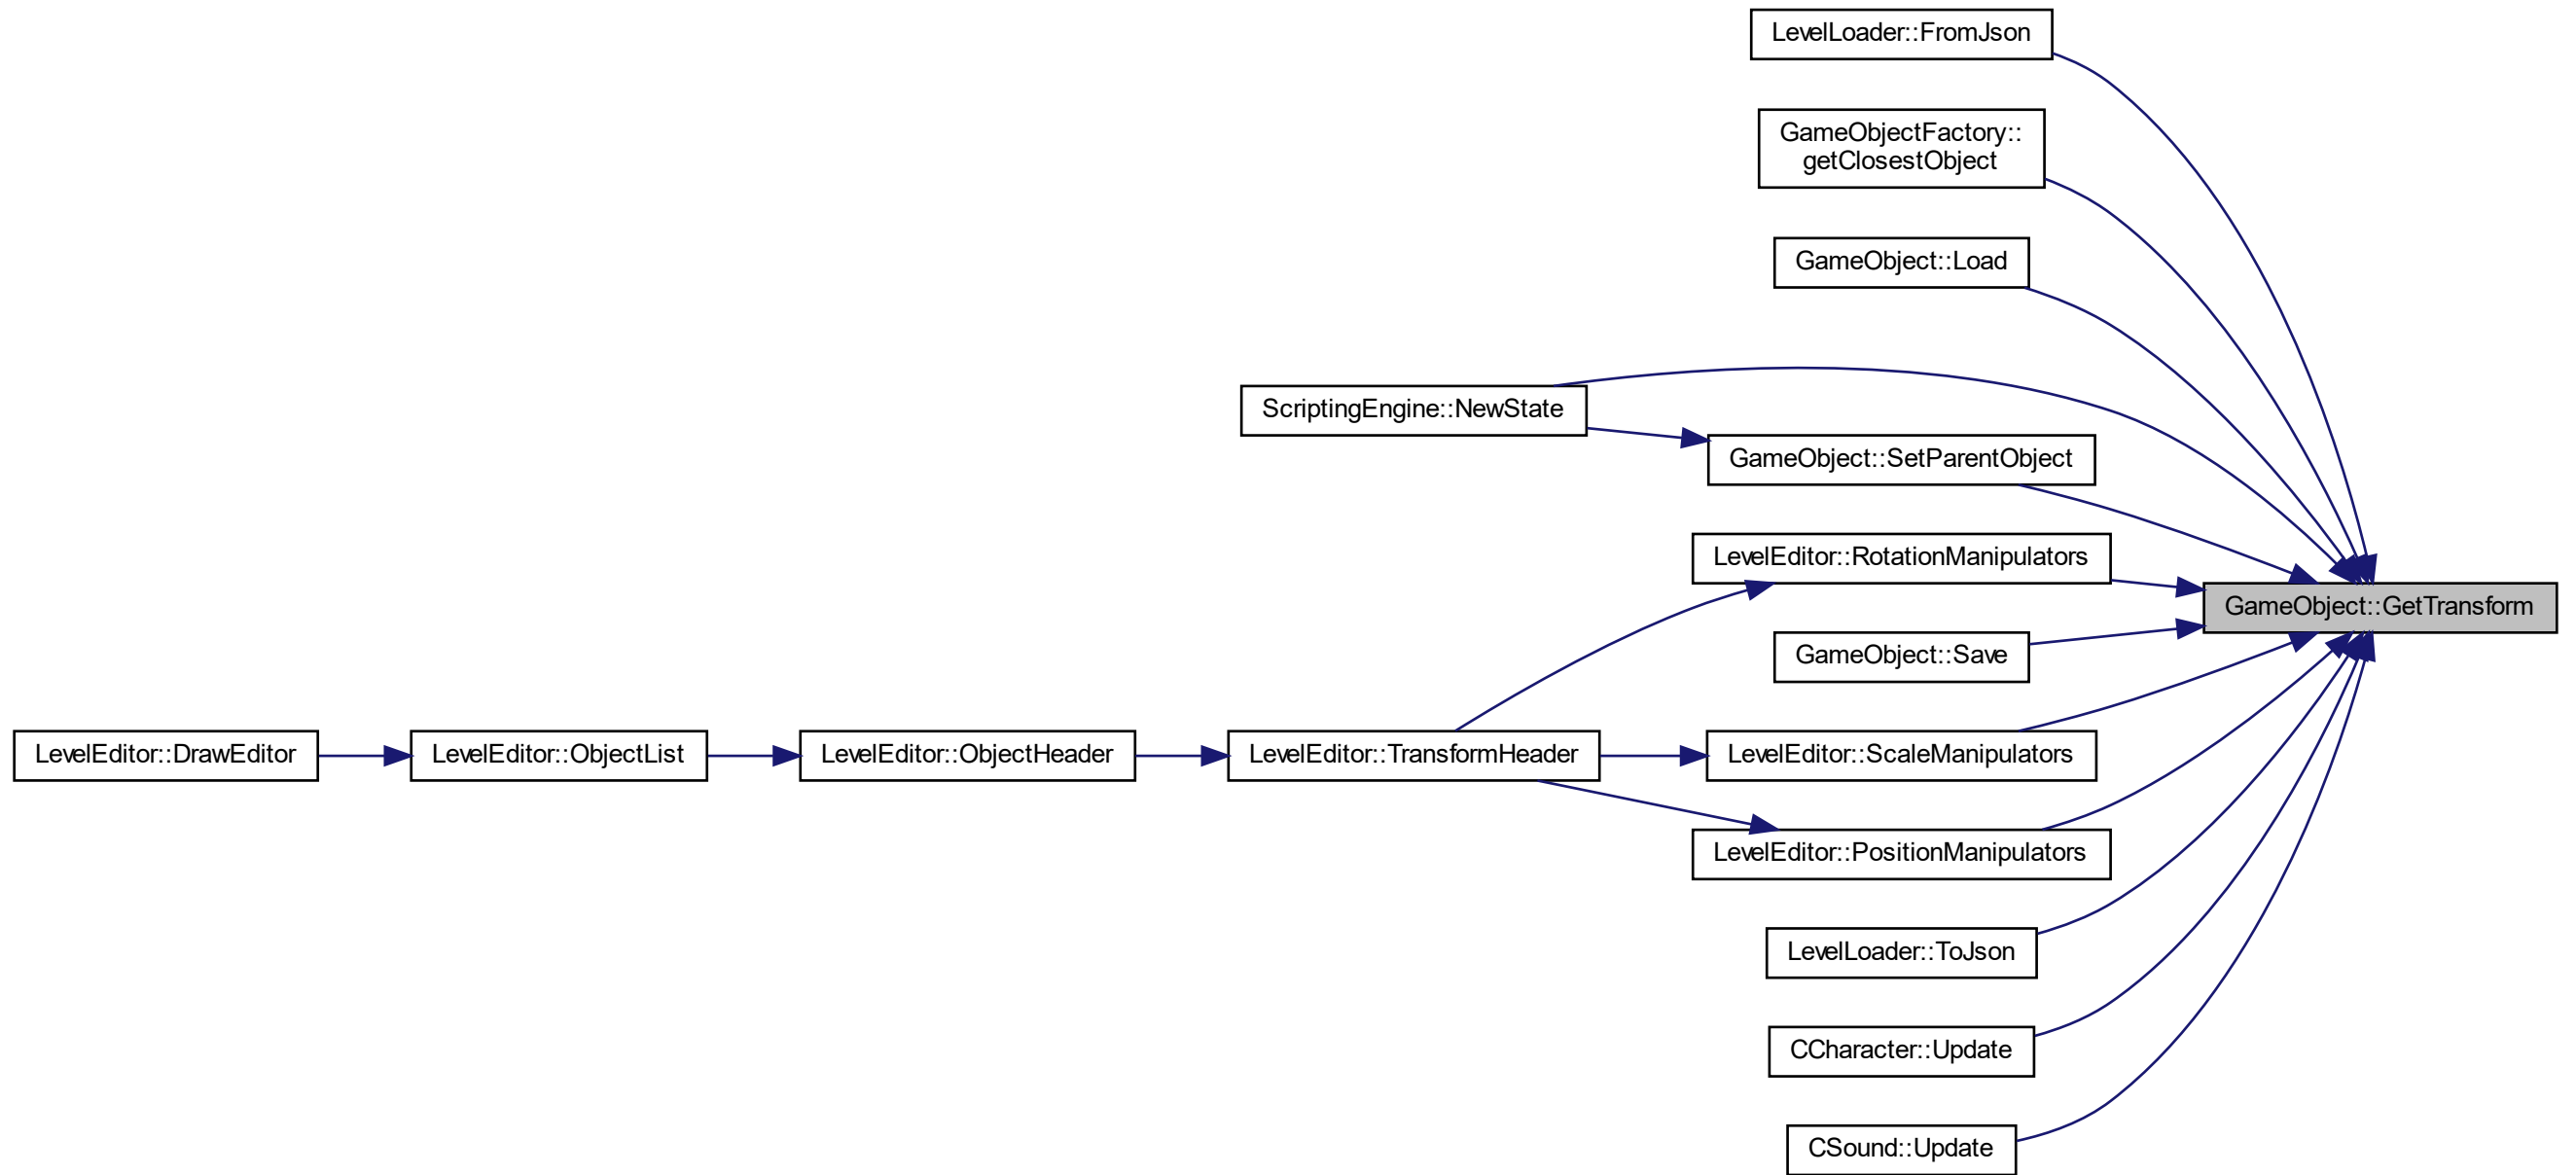 LevelLoader::FromJson
GameObjectFactory::
getClosestObject
GameObject::Load
ScriptingEngine::NewState
GameObject::SetParentObject
LevelEditor::RotationManipulators
GameObject::GetTransform
GameObject::Save
LevelEditor::DrawEditor
LevelEditor::ObjectList
LevelEditor::ObjectHeader
LevelEditor::TransformHeader
LevelEditor::ScaleManipulators
LevelEditor::PositionManipulators
LevelLoader::ToJson
CCharacter::Update
CSound::Update